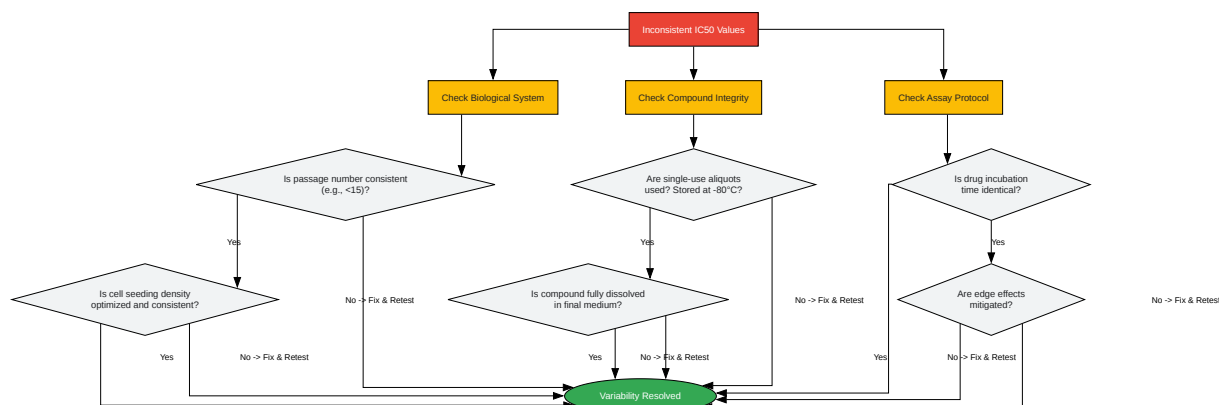 Inconsistent IC50 Values
Check Biological System
Check Compound Integrity
Check Assay Protocol
Is passage number consistent
(e.g., <15)?
Are single-use aliquots
used? Stored at -80°C?
Is drug incubation
time identical?
Yes
Yes
Yes
Is cell seeding density
optimized and consistent?
No -> Fix & Retest
Is compound fully dissolved
in final medium?
No -> Fix & Retest
Are edge effects
mitigated?
No -> Fix & Retest
Yes
No -> Fix & Retest
Yes
No -> Fix & Retest
Yes
No -> Fix & Retest
Variability Resolved